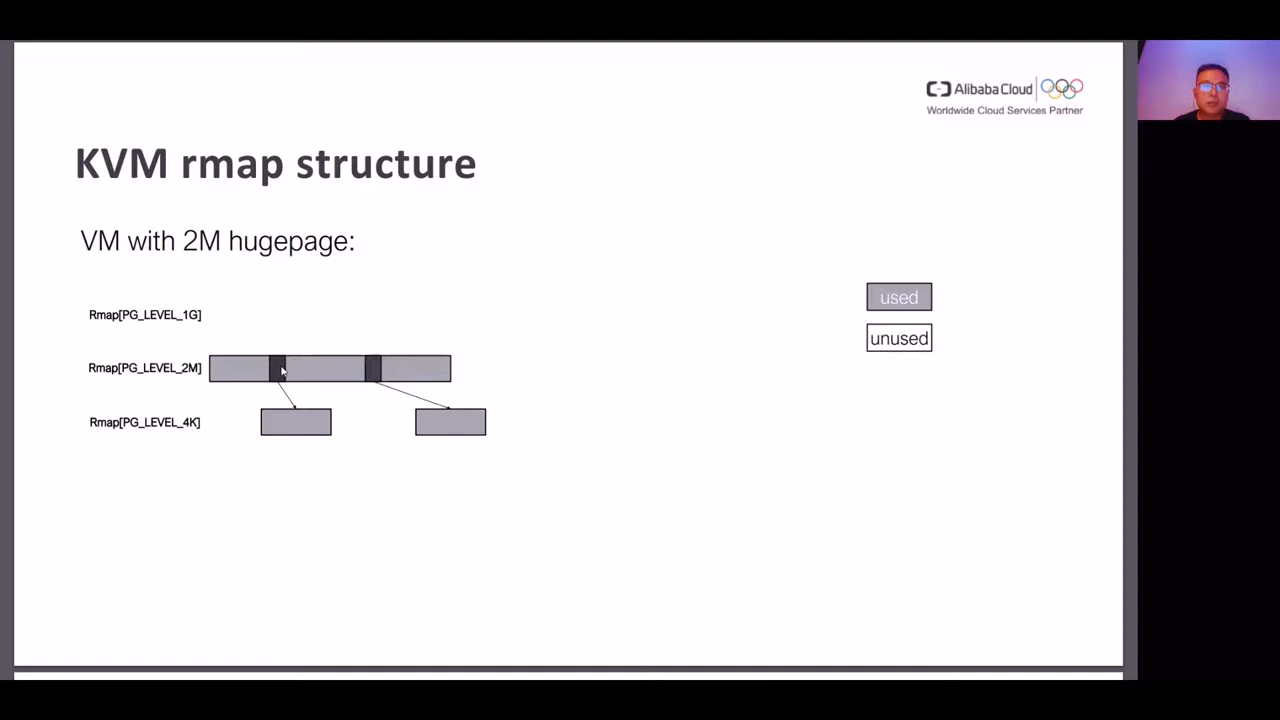 Alibaba Cloud
Worldwide Cloud Services Partner
KVM rmap structure
VM with 2M hugepage:
used
unused
Rmap[PG_LEVEL_1G]
Rmap[PG_LEVEL_2M]
Rmap[PG_LEVEL_4K]